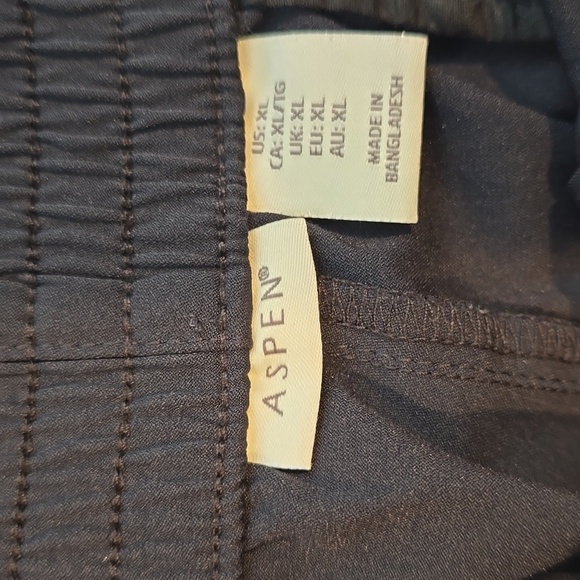 US: XL
CA: XL/TG
UK: XL
EU: XL
AU: XL
MADE IN
BANGLADESH
ASPEN®